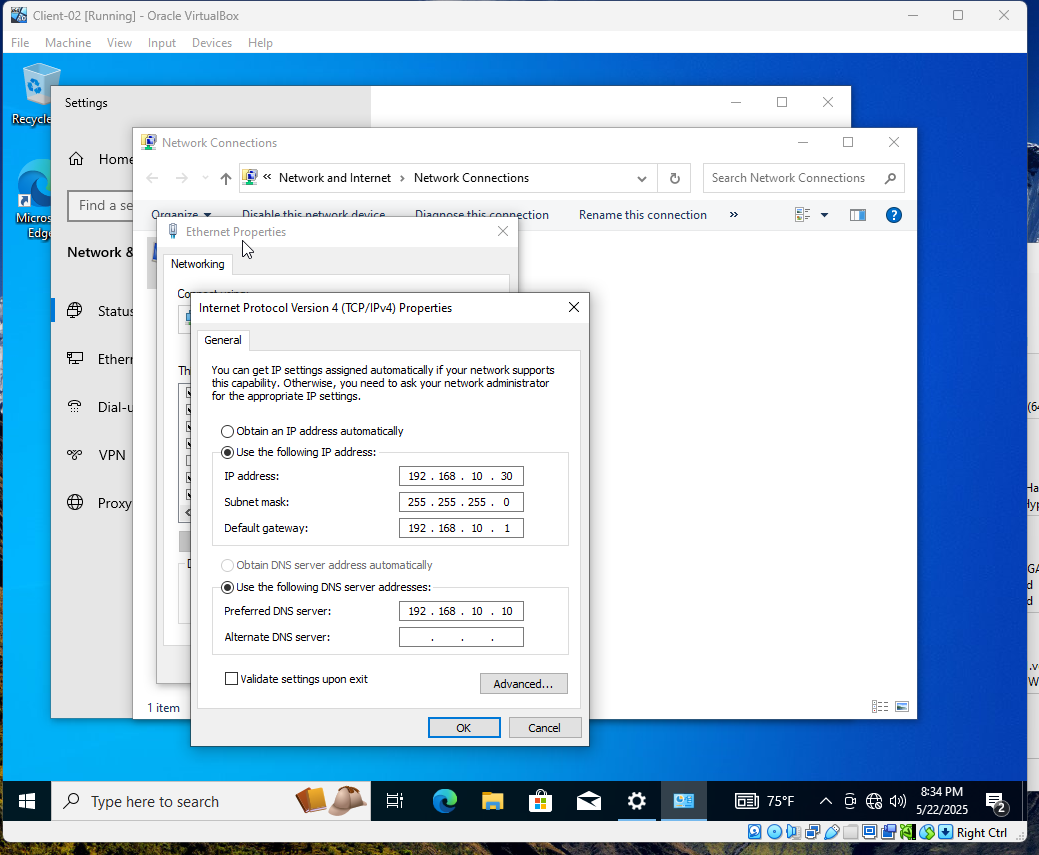 Client-02 [Running] - Oracle VirtualBox
File Machine View Input Devices Help
Recycle
Micros
Edge
Settings
Home
Find a se
Network &
Status
Ethern
Dial-u
VPN
Proxy
Network Connections
« Network and Internet › Network Connections
Search Network Connections
Organize Disable this network device Diagnose this connection Rename this connection »
Ethernet Properties
Networking
Connect using:
Th
Internet Protocol Version 4 (TCP/IPv4) Properties
General
You can get IP settings assigned automatically if your network supports
this capability. Otherwise, you need to ask your network administrator
for the appropriate IP settings.
Obtain an IP address automatically
Use the following IP address:
IP address: 192 . 168 . 10 . 30
Subnet mask: 255 . 255 . 255 . 0
Default gateway: 192 . 168 . 10 . 1
Obtain DNS server address automatically
Use the following DNS server addresses:
Preferred DNS server: 192 . 168 . 10 . 10
Alternate DNS server: . . .
Validate settings upon exit
Advanced...
OK Cancel
1 item
Type here to search
75°F
8:34 PM
5/22/2025
2
Right Ctrl
(64
Ha
Hyp
GA
d
d
.v
W